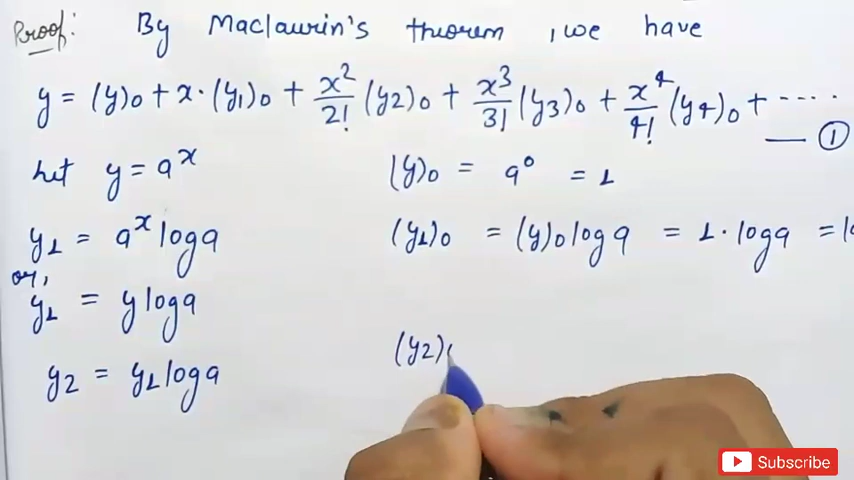 Proof: By Maclaurin's theorem, we have
y = (y)₀ + x·(y₁)₀ + x²/2! (y₂)₀ + x³/3! (y₃)₀ + x⁴/4! (y₄)₀ + ---- — ①
Let y = aˣ (y)₀ = a⁰ = 1
y₁ = aˣ log a (y₁)₀ = (y)₀ log a = 1·log a =
or,
y₁ = y log a
y₂ = y₁ log a (y₂)
Subscribe